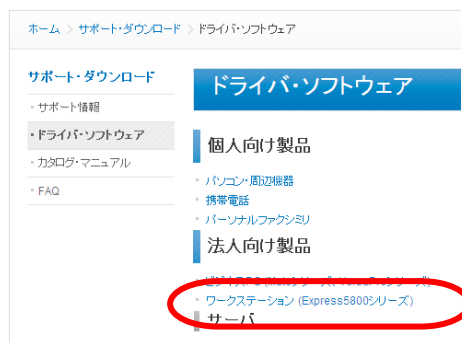 ホーム > サポート・ダウンロード > ドライバ・ソフトウェア
サポート・ダウンロード
サポート情報
ドライバ・ソフトウェア
カタログ・マニュアル
FAQ
ドライバ・ソフトウェア
個人向け製品
パソコン・周辺機器
携帯電話
パーソナルファクシミリ
法人向け製品
ワークステーション (Express5800シリーズ)
サーバ